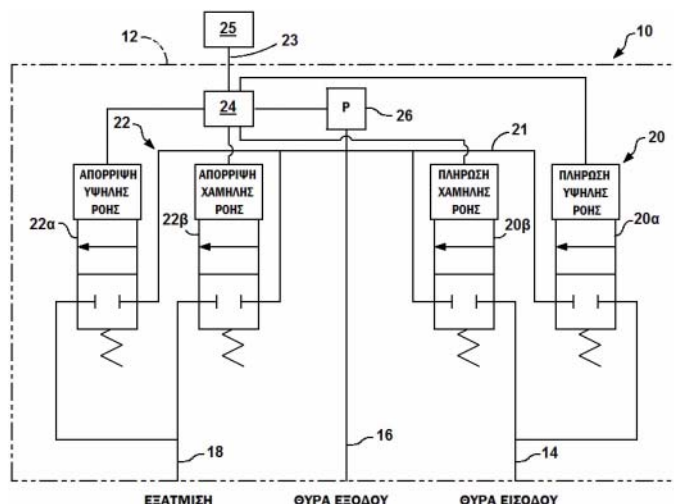 25
23
12
10
24
P
26
22
21
20
ΑΠΟΡΡΙΨΗ
ΥΨΗΛΗΣ
ΡΟΗΣ
ΑΠΟΡΡΙΨΗ
ΧΑΜΗΛΗΣ
ΡΟΗΣ
ΠΛΗΡΩΣΗ
ΧΑΜΗΛΗΣ
ΡΟΗΣ
ΠΛΗΡΩΣΗ
ΥΨΗΛΗΣ
ΡΟΗΣ
22α
22β
20β
20α
18
16
14
ΕΞΑΤΜΙΣΗ
ΘΥΡΑ ΕΞΟΔΟΥ
ΘΥΡΑ ΕΙΣΟΔΟΥ